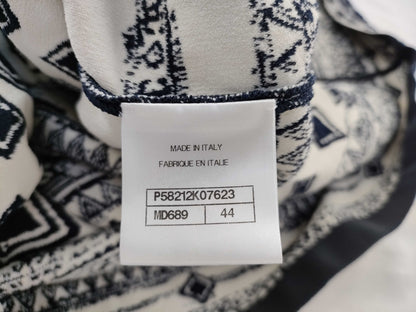 MADE IN ITALY
FABRIQUE EN ITALIE
P58212K07623
MD689 44